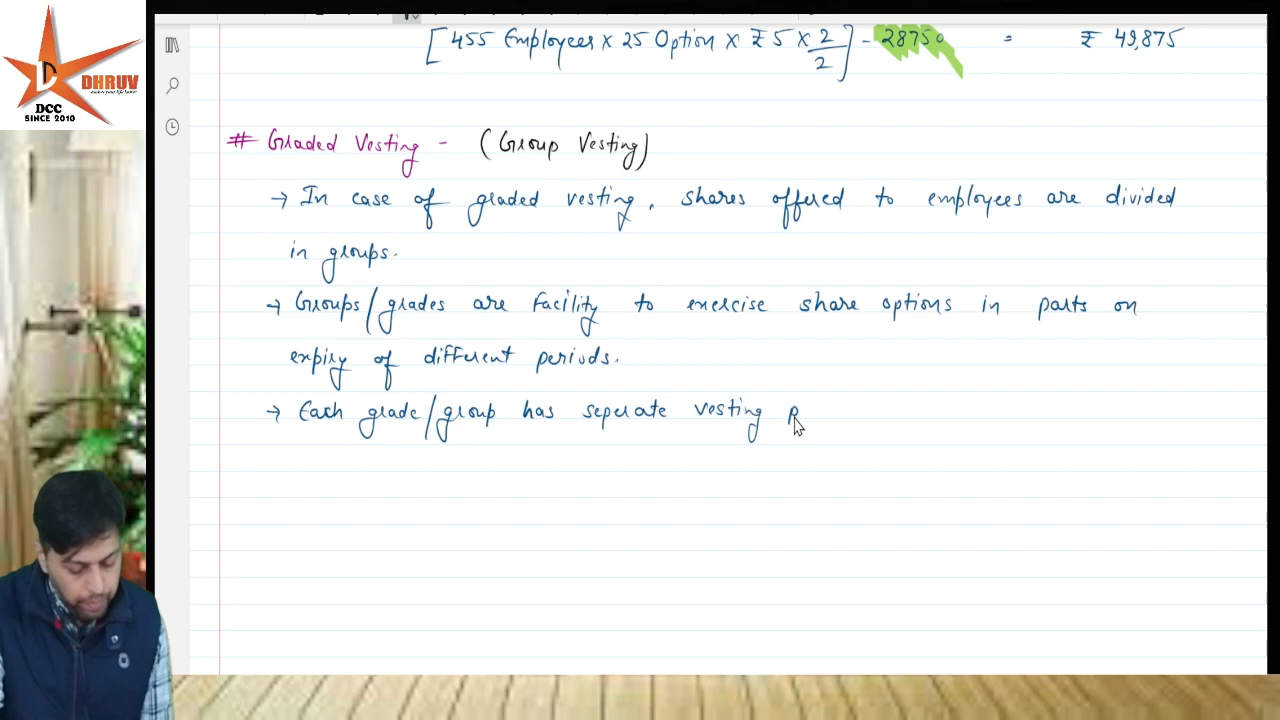 D
DHRUV
DCC
SINCE 2010
[455 Employees x 25 Option x ₹ 5 x 2/2] - 28750 = ₹ 49,875
# Graded Vesting - (Group Vesting)
→ In case of graded vesting, shares offered to employees are divided
in groups.
→ Groups/grades are facility to exercise share options in parts on
expiry of different periods.
→ Each grade/group has seperate vesting P